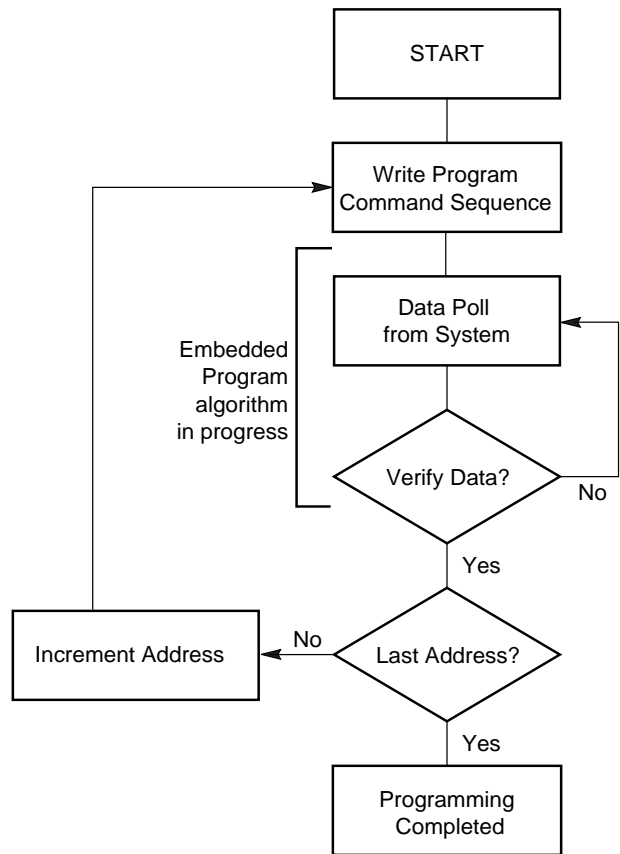 START
Write Program
Command Sequence
Data Poll
from System
Embedded
Program
algorithm
in progress
Verify Data?
No
Yes
Increment Address
No
Last Address?
Yes
Programming
Completed